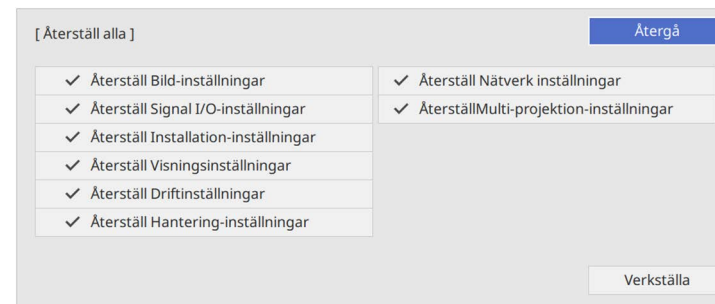 [ Återställ alla ]
Återgå
Återställ Bild-inställningar
Återställ Signal I/O-inställningar
Återställ Installation-inställningar
Återställ Visningsinställningar
Återställ Driftinställningar
Återställ Hantering-inställningar
Återställ Nätverk inställningar
ÅterställMulti-projektion-inställningar
Verkställa